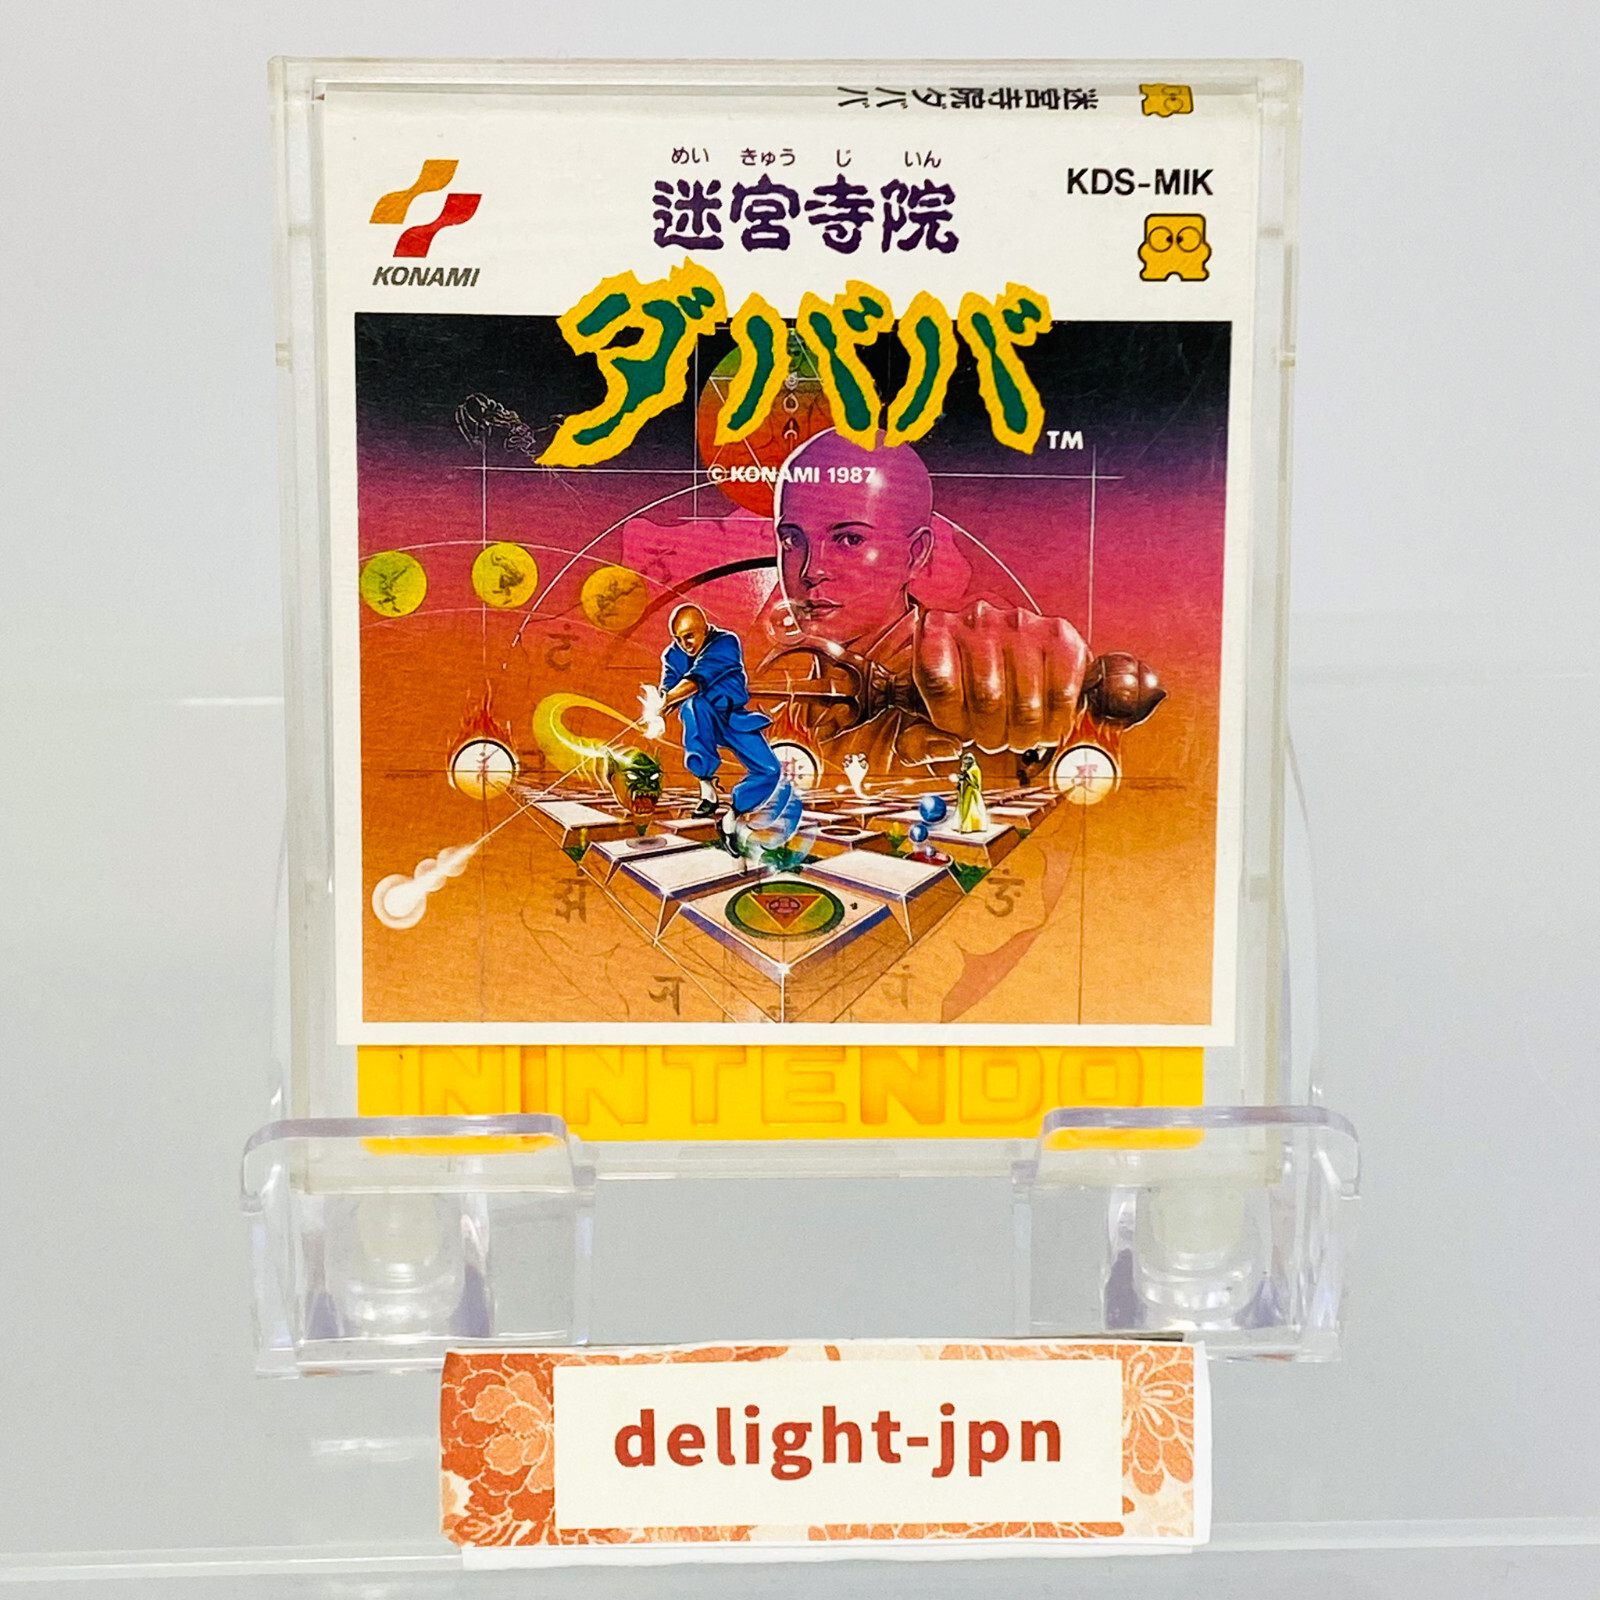 迷宮寺院ダババ
めい きゅう じ いん
迷宮寺院
KDS-MIK
KONAMI
ダババ
TM
© KONAMI 1987
NINTENDO
delight-jpn